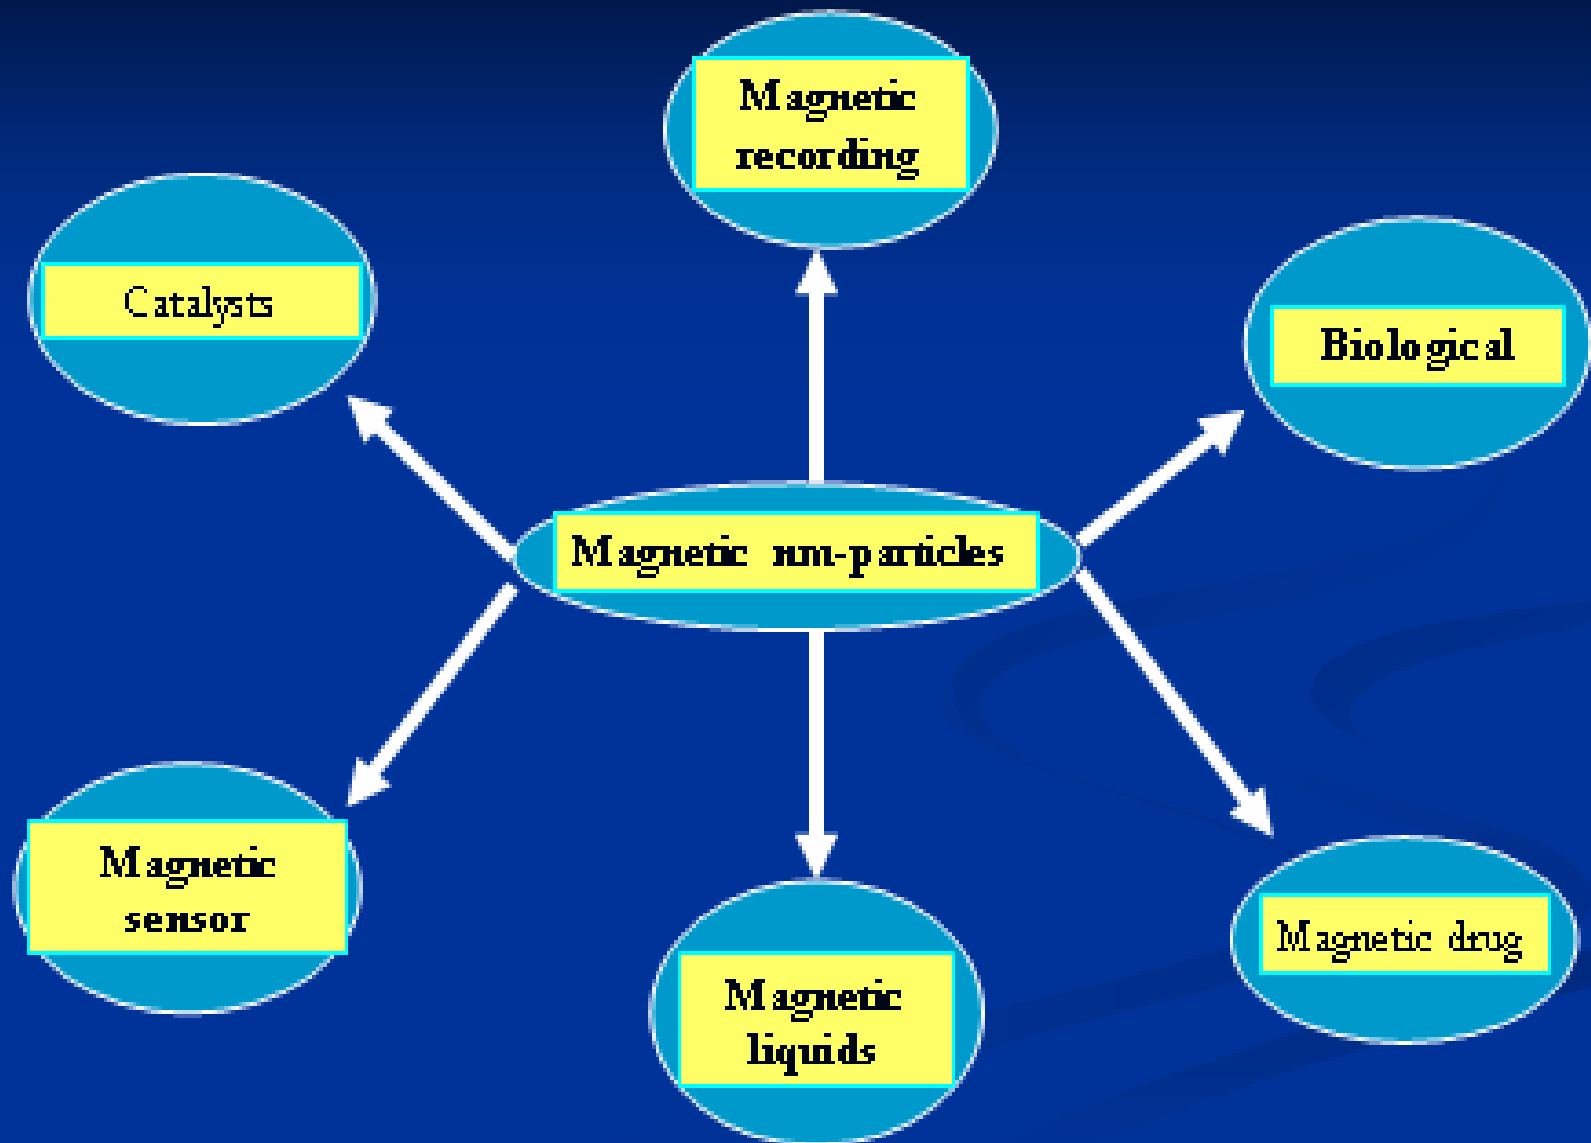 Magnetic
recording
Catalysts
Biological
Magnetic nm-particles
Magnetic
sensor
Magnetic drug
Magnetic
liquids